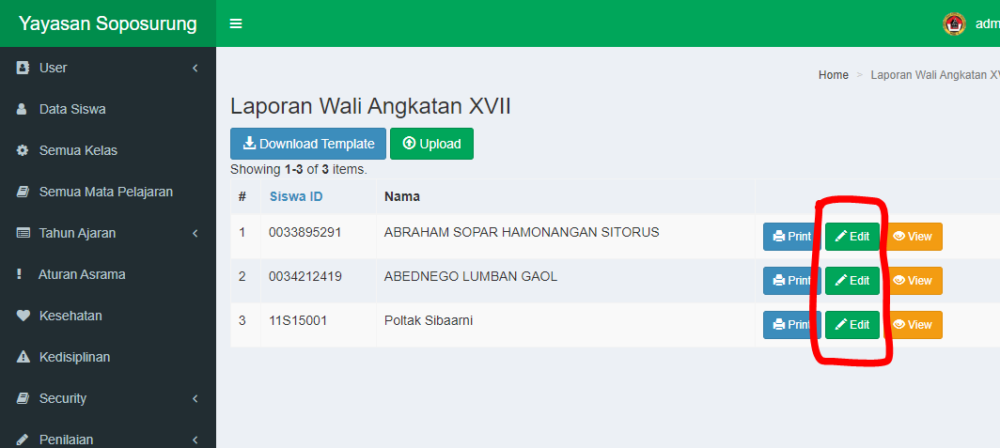 Yayasan Soposurung
adm
User
Data Siswa
Semua Kelas
Semua Mata Pelajaran
Tahun Ajaran
Aturan Asrama
Kesehatan
Kedisiplinan
Security
Penilaian
Home > Laporan Wali Angkatan XV
Laporan Wali Angkatan XVII
Download Template Upload
Showing 1-3 of 3 items.
# Siswa ID Nama
1 0033895291 ABRAHAM SOPAR HAMONANGAN SITORUS Print Edit View
2 0034212419 ABEDNEGO LUMBAN GAOL Print Edit View
3 11S15001 Poltak Sibaarni Print Edit View